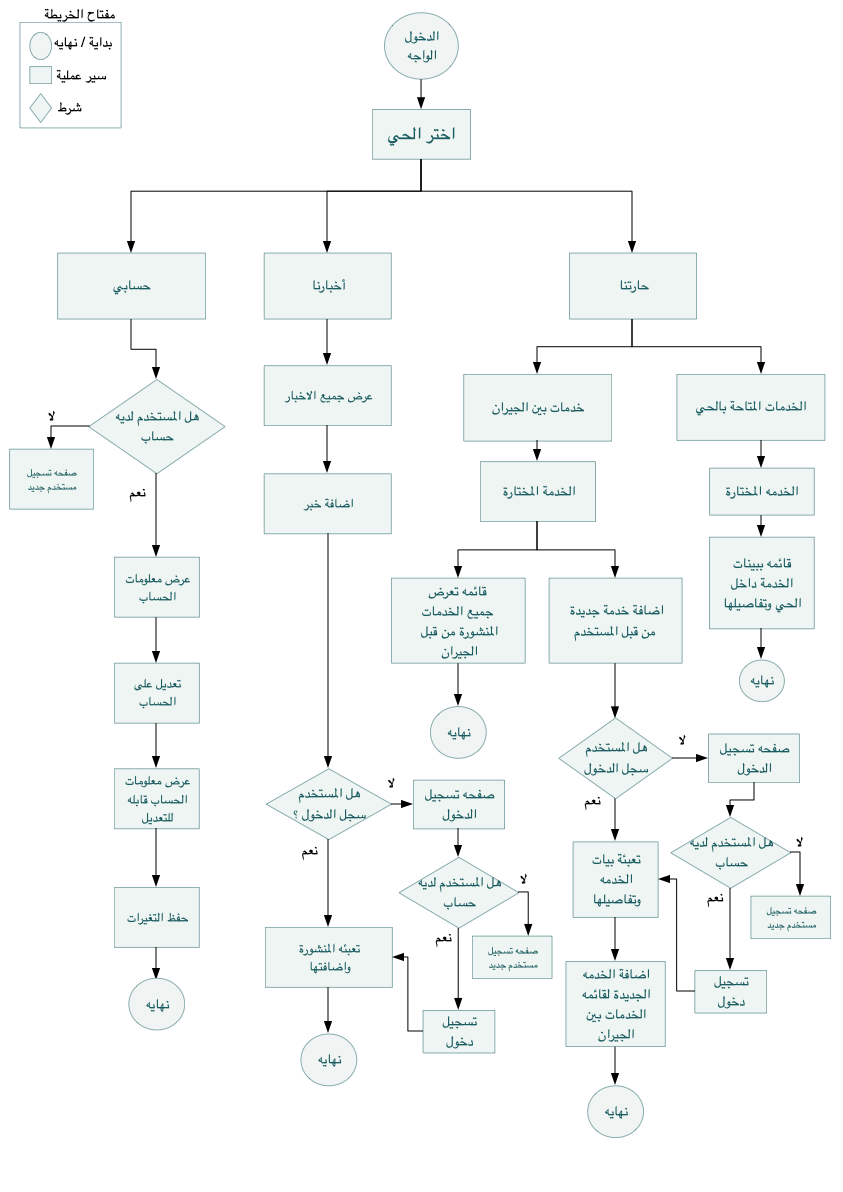 مفتاح الخريطة
بداية / نهايه
سير عملية
شرط
الدخول
الواجه
اختر الحي
حارتنا
أخبارنا
حسابي
الخدمات المتاحة بالحي
الخدمه المختارة
قائمه ببينات
الخدمة داخل
الحي وتفاصيلها
نهايه
خدمات بين الجيران
الخدمة المختارة
اضافة خدمة جديدة
من قبل المستخدم
هل المستخدم
سجل الدخول
لا
صفحه تسجيل
الدخول
هل المستخدم لديه
حساب
لا
صفحه تسجيل
مستخدم جديد
نعم
تسجيل
دخول
نعم
تعبئة بيات
الخدمه
وتفاصيلها
اضافة الخدمه
الجديدة لقائمه
الخدمات بين
الجيران
نهايه
قائمه تعرض
جميع الخدمات
المنشورة من قبل
الجيران
نهايه
عرض جميع الاخبار
اضافة خبر
هل المستخدم
سجل الدخول ؟
لا
صفحه تسجيل
الدخول
هل المستخدم لديه
حساب
لا
صفحه تسجيل
مستخدم جديد
نعم
تسجيل
دخول
نعم
تعبئه المنشورة
واضافتها
نهايه
هل المستخدم لديه
حساب
لا
صفحه تسجيل
مستخدم جديد
نعم
عرض معلومات
الحساب
تعديل على
الحساب
عرض معلومات
الحساب قابله
للتعديل
حفظ التغيرات
نهايه